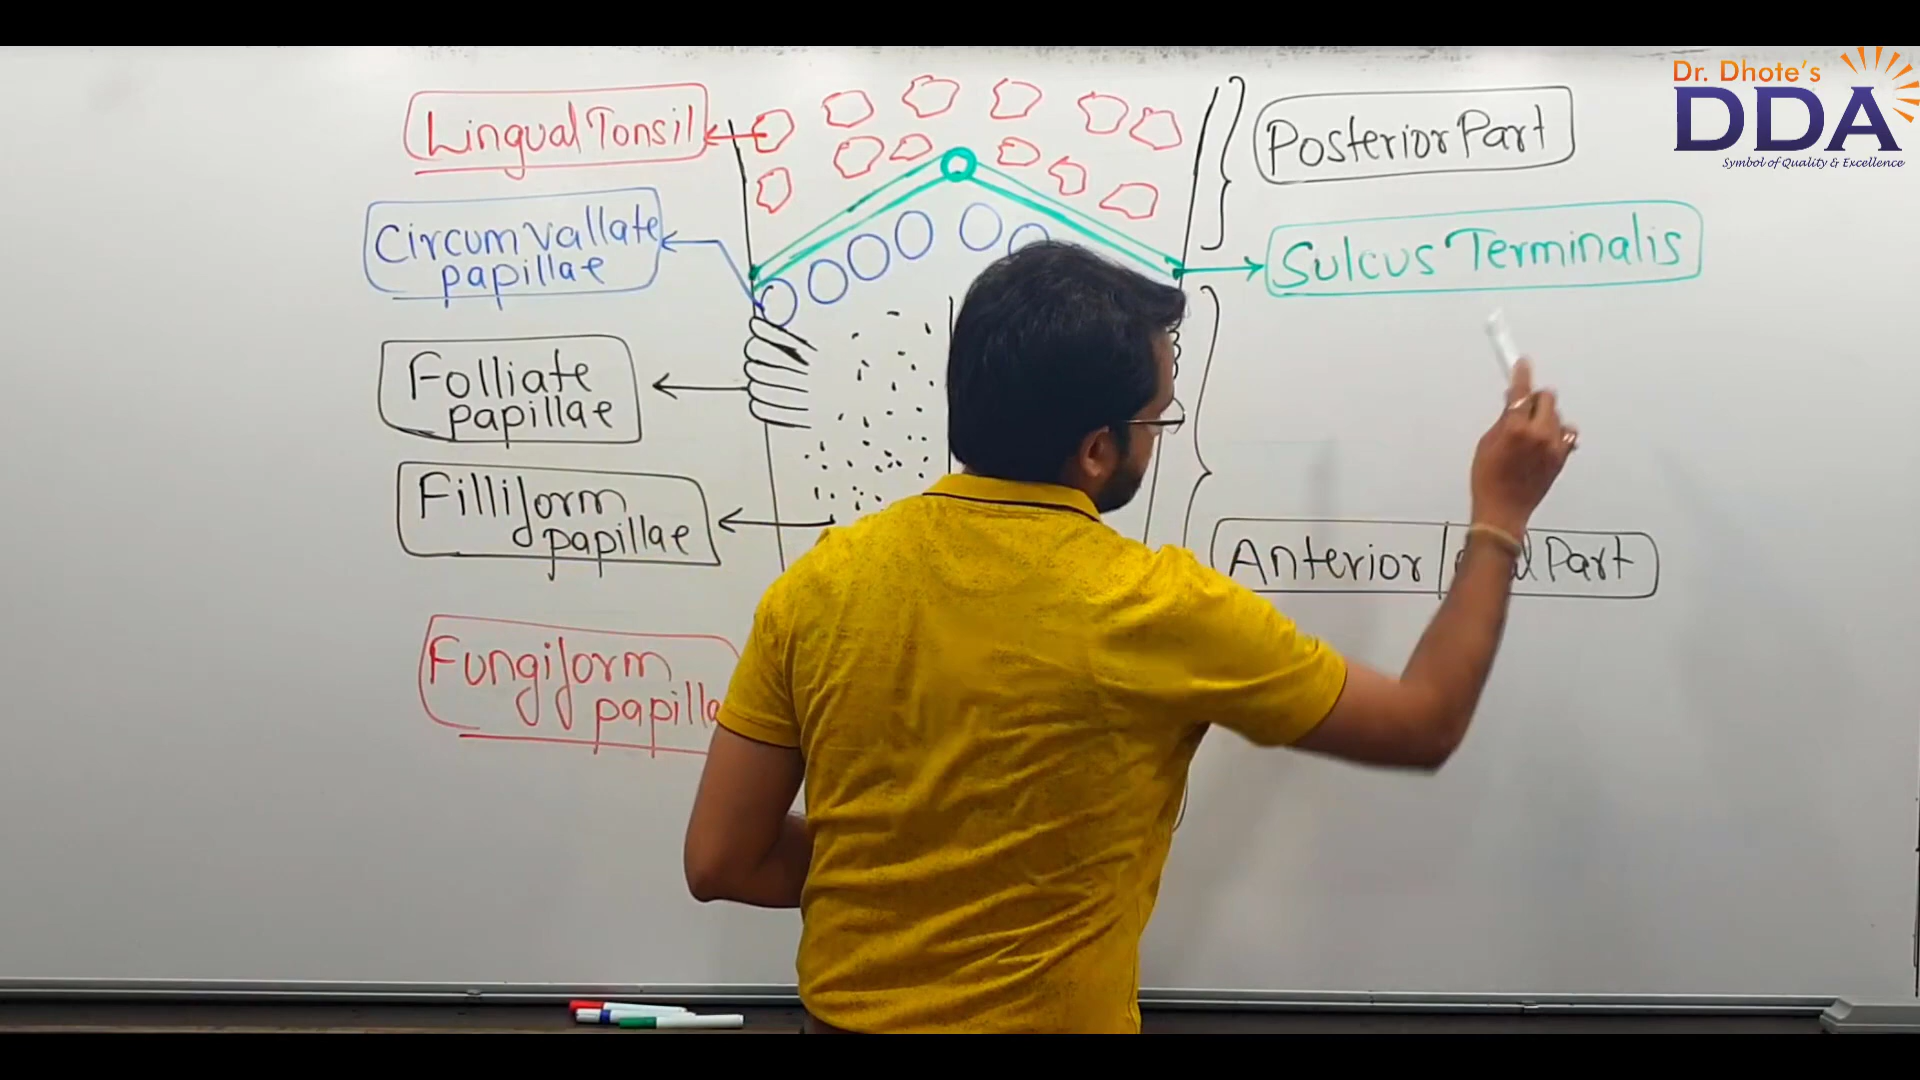 Dr. Dhote's
DDA
Symbol of Quality & Excellence
Lingual Tonsil
Posterior Part
Circumvallate
papillae
Sulcus Terminalis
Folliate
papillae
Filliform
papillae
Anterior / Part
Fungiform